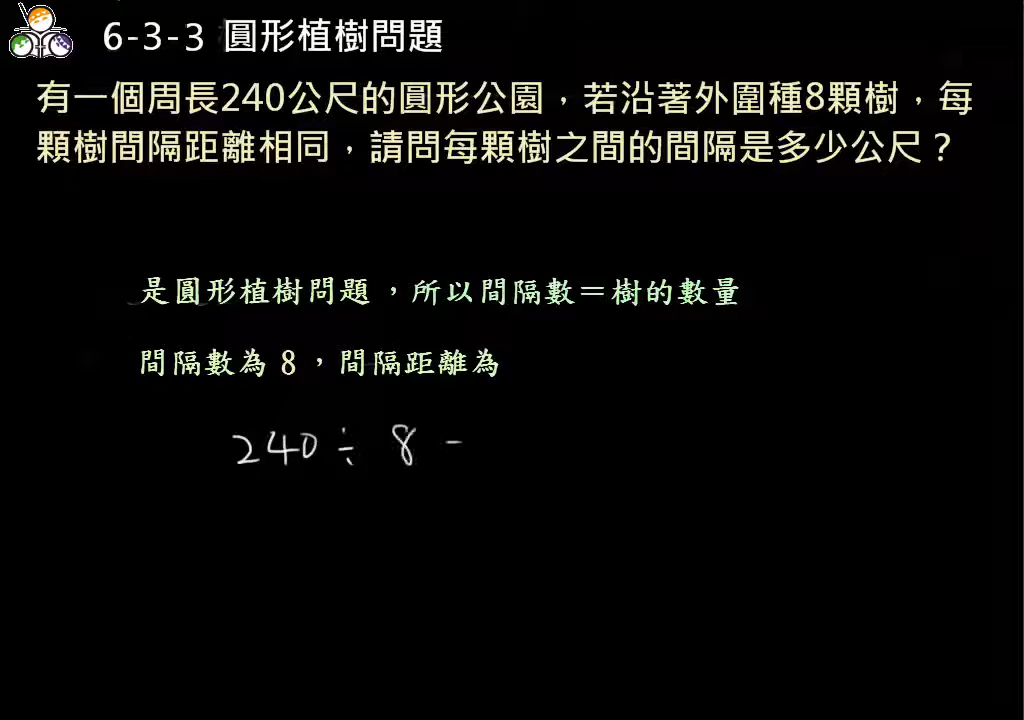 6-3-3 圓形植樹問題
有一個周長240公尺的圓形公園，若沿著外圍種8顆樹，每
顆樹間隔距離相同，請問每顆樹之間的間隔是多少公尺？
是圓形植樹問題，所以間隔數＝樹的數量
間隔數為 8，間隔距離為
240 ÷ 8 -